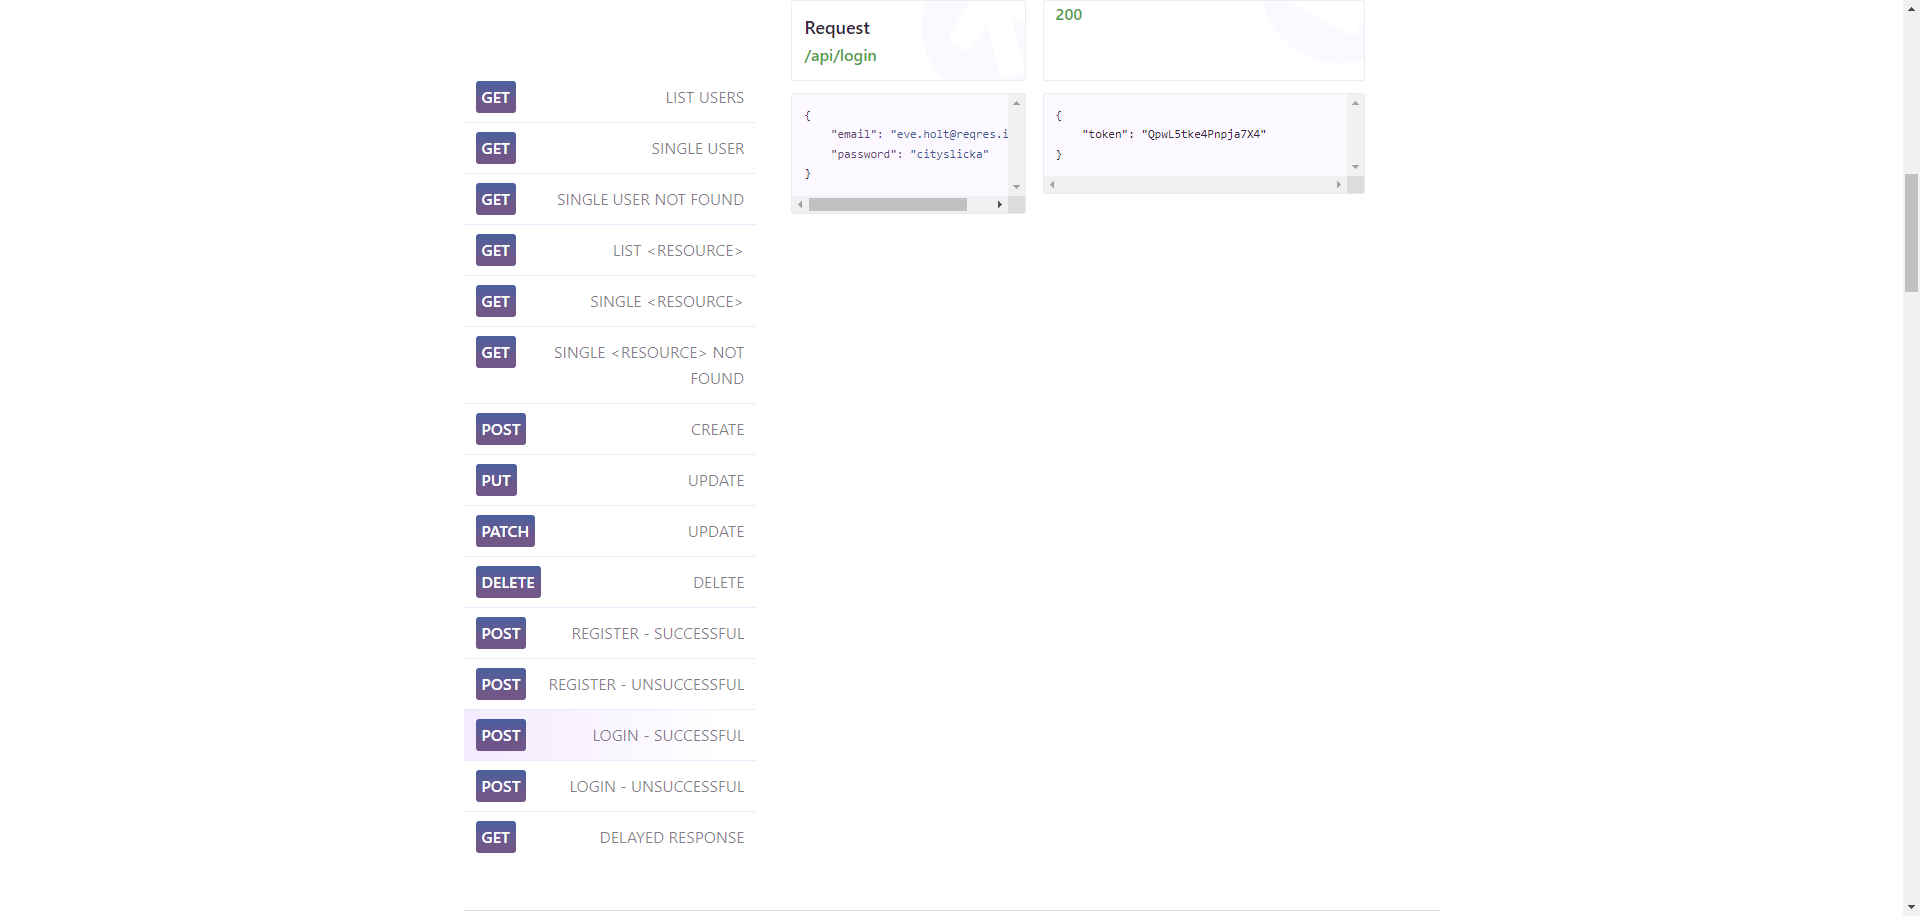 GET LIST USERS
GET SINGLE USER
GET SINGLE USER NOT FOUND
GET LIST <RESOURCE>
GET SINGLE <RESOURCE>
GET SINGLE <RESOURCE> NOT
FOUND
POST CREATE
PUT UPDATE
PATCH UPDATE
DELETE DELETE
POST REGISTER - SUCCESSFUL
POST REGISTER - UNSUCCESSFUL
POST LOGIN - SUCCESSFUL
POST LOGIN - UNSUCCESSFUL
GET DELAYED RESPONSE
Request
/api/login
{
"email": "eve.holt@reqres.i
"password": "cityslicka"
}
200
{
"token": "QpwL5tke4Pnpja7X4"
}